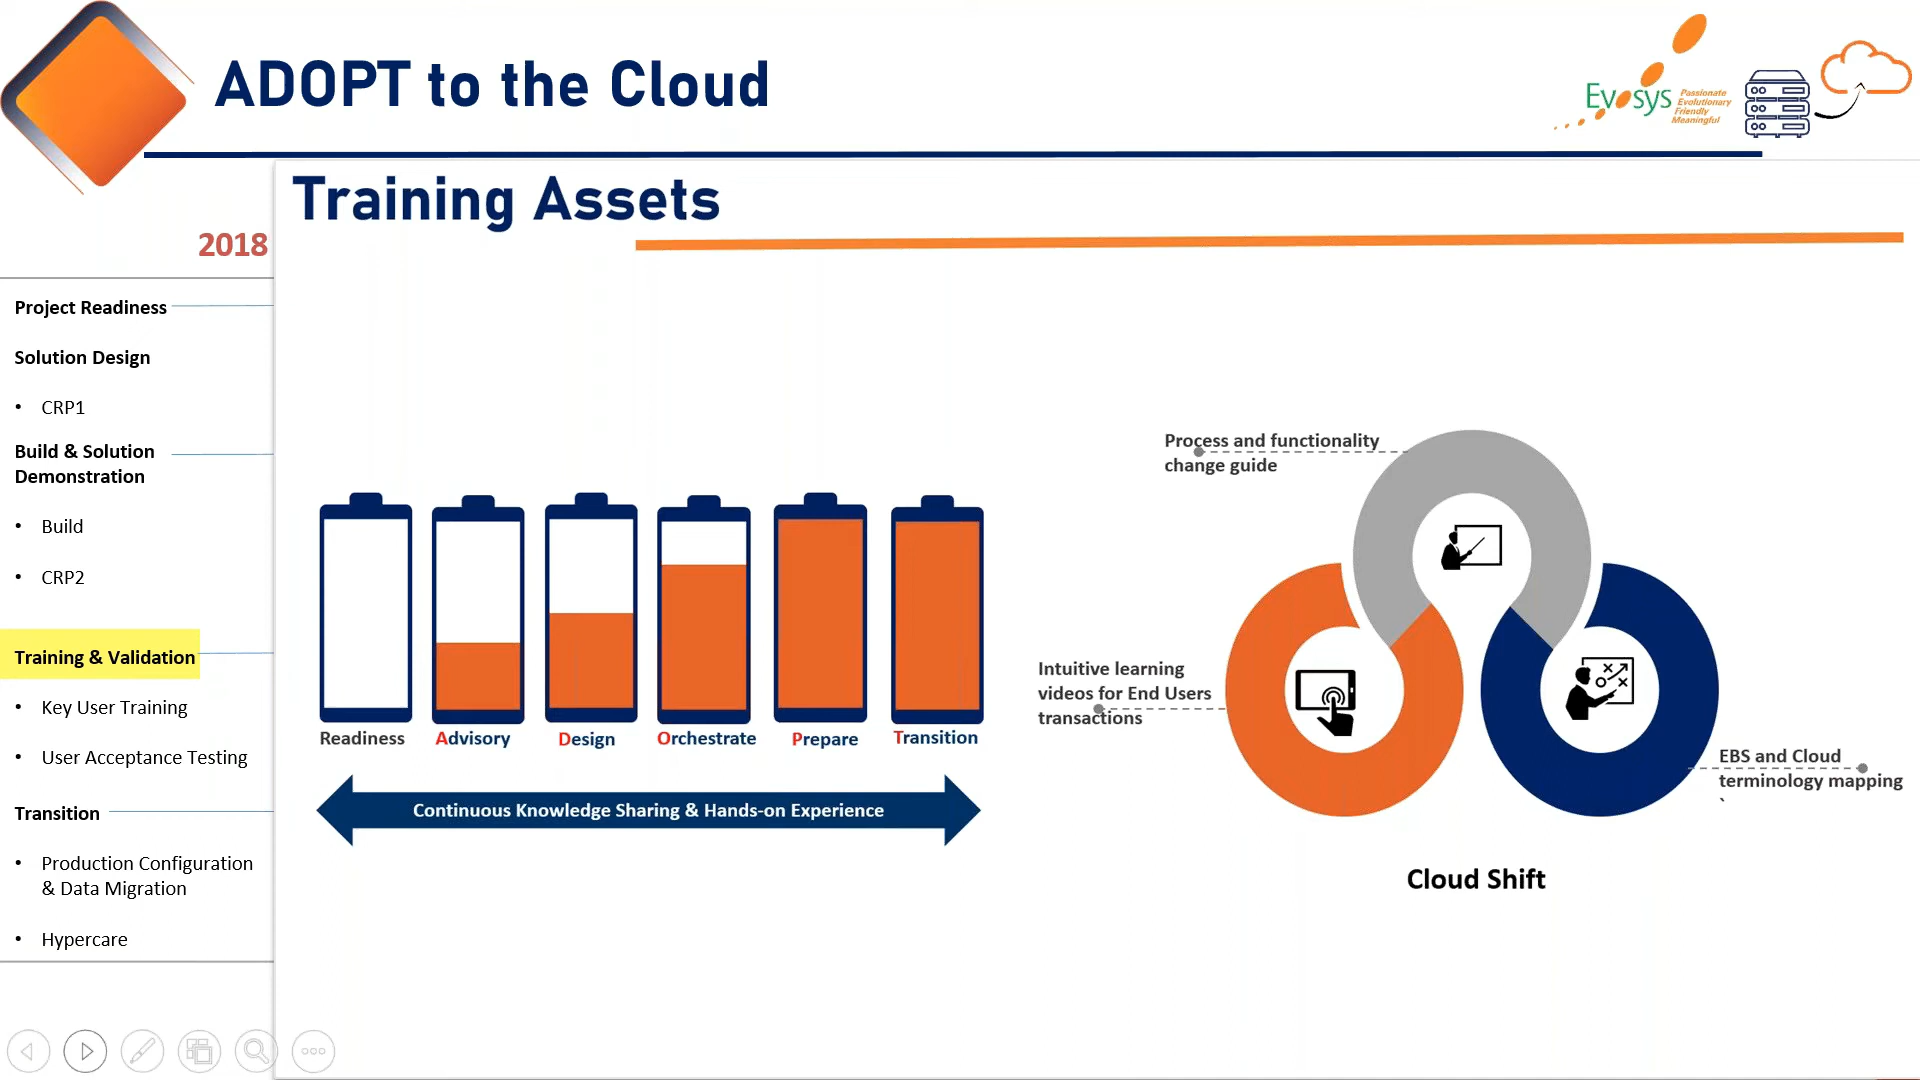 ADOPT to the Cloud
Evosys
Passionate
Evolutionary
Friendly
Meaningful
Training Assets
2018
Project Readiness
Solution Design
• CRP1
Build & Solution
Demonstration
• Build
• CRP2
Training & Validation
• Key User Training
• User Acceptance Testing
Transition
• Production Configuration
& Data Migration
• Hypercare
Readiness
Advisory
Design
Orchestrate
Prepare
Transition
Continuous Knowledge Sharing & Hands-on Experience
Process and functionality
change guide
Intuitive learning
videos for End Users
transactions
EBS and Cloud
terminology mapping
`
Cloud Shift